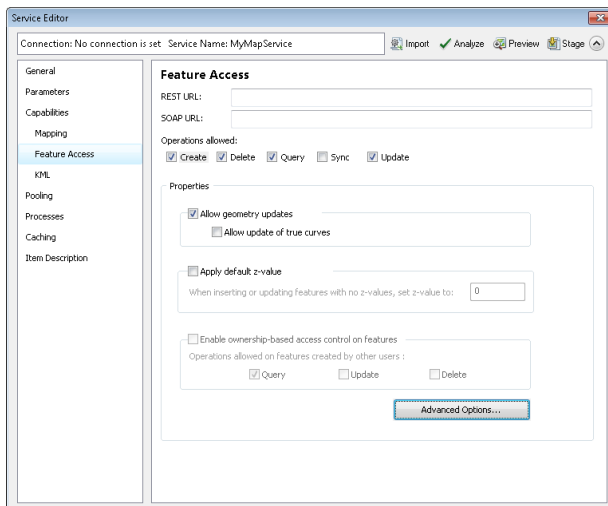 Service Editor
Connection: No connection is set Service Name: MyMapService
Import Analyze Preview Stage
General
Parameters
Capabilities
Mapping
Feature Access
KML
Pooling
Processes
Caching
Item Description
Feature Access
REST URL:
SOAP URL:
Operations allowed:
Create Delete Query Sync Update
Properties
Allow geometry updates
Allow update of true curves
Apply default z-value
When inserting or updating features with no z-values, set z-value to: 0
Enable ownership-based access control on features
Operations allowed on features created by other users :
Query Update Delete
Advanced Options...